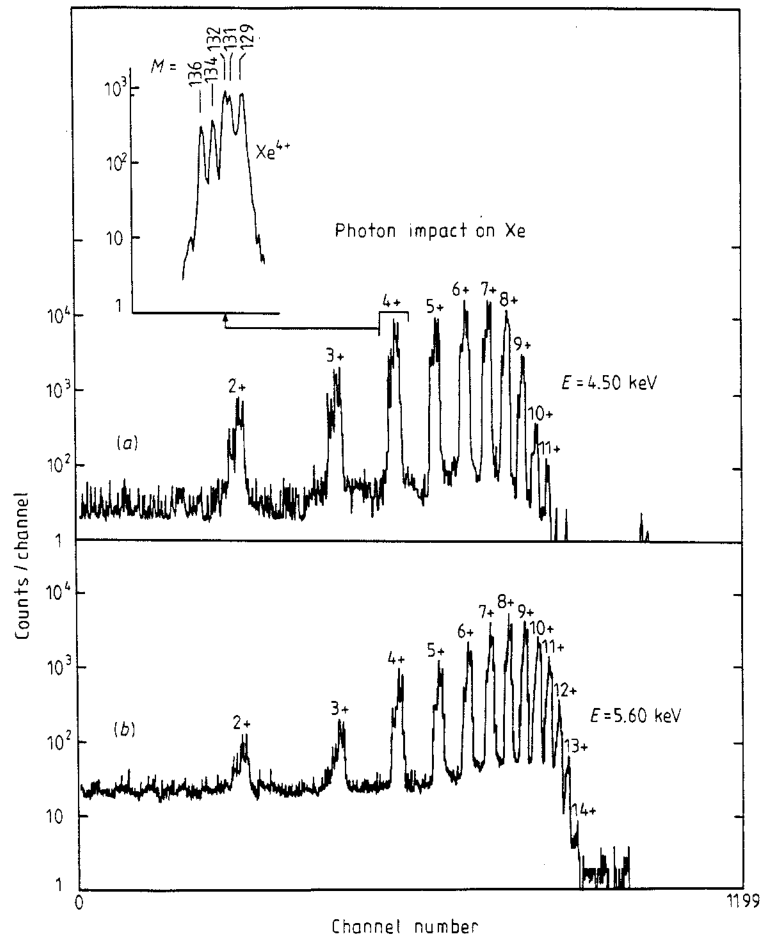 M = 136 134 132 131 129
10³
10²
10
1
Xe⁴⁺
Photon impact on Xe
10⁴
10³
10²
1
2+ 3+ 4+ 5+ 6+ 7+ 8+ 9+ 10+ 11+
E = 4.50 keV
(a)
Counts/channel
10⁴
10³
10²
10
1
2+ 3+ 4+ 5+ 6+ 7+ 8+ 9+ 10+ 11+ 12+ 13+ 14+
E = 5.60 keV
(b)
0 1199
Channel number